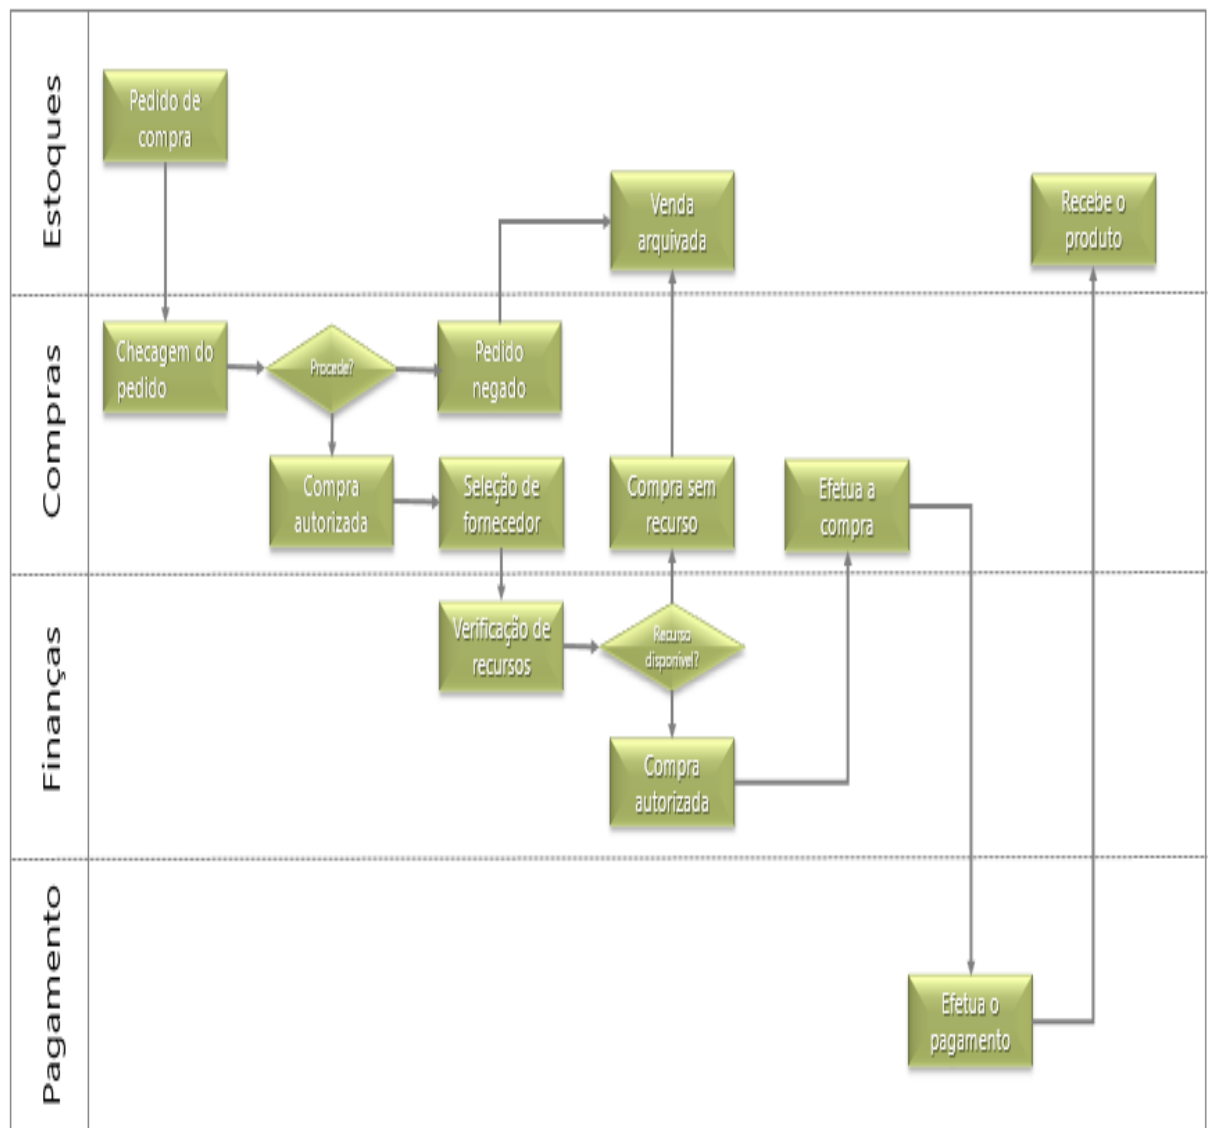 Estoques
Pedido de
compra
Venda
arquivada
Recebe o
produto
Compras
Checagem do
pedido
Procede?
Pedido
negado
Compra
autorizada
Seleção de
fornecedor
Compra sem
recurso
Efetua a
compra
Finanças
Verificação de
recursos
Recurso
disponível?
Compra
autorizada
Pagamento
Efetua o
pagamento